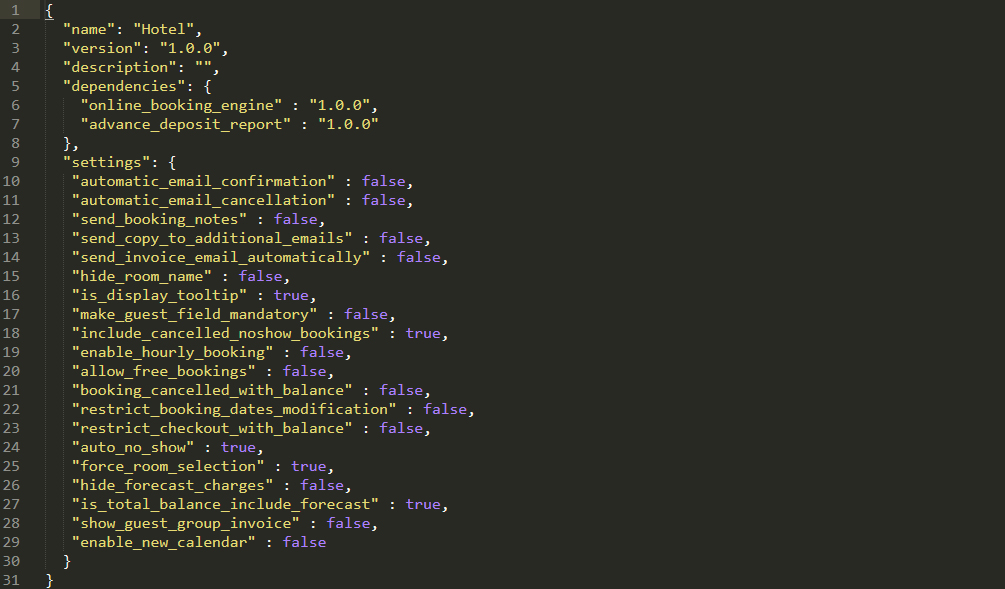 1 {
2 "name": "Hotel",
3 "version": "1.0.0",
4 "description": "",
5 "dependencies": {
6 "online_booking_engine" : "1.0.0",
7 "advance_deposit_report" : "1.0.0"
8 },
9 "settings": {
10 "automatic_email_confirmation" : false,
11 "automatic_email_cancellation" : false,
12 "send_booking_notes" : false,
13 "send_copy_to_additional_emails" : false,
14 "send_invoice_email_automatically" : false,
15 "hide_room_name" : false,
16 "is_display_tooltip" : true,
17 "make_guest_field_mandatory" : false,
18 "include_cancelled_noshow_bookings" : true,
19 "enable_hourly_booking" : false,
20 "allow_free_bookings" : false,
21 "booking_cancelled_with_balance" : false,
22 "restrict_booking_dates_modification" : false,
23 "restrict_checkout_with_balance" : false,
24 "auto_no_show" : true,
25 "force_room_selection" : true,
26 "hide_forecast_charges" : false,
27 "is_total_balance_include_forecast" : true,
28 "show_guest_group_invoice" : false,
29 "enable_new_calendar" : false
30 }
31 }